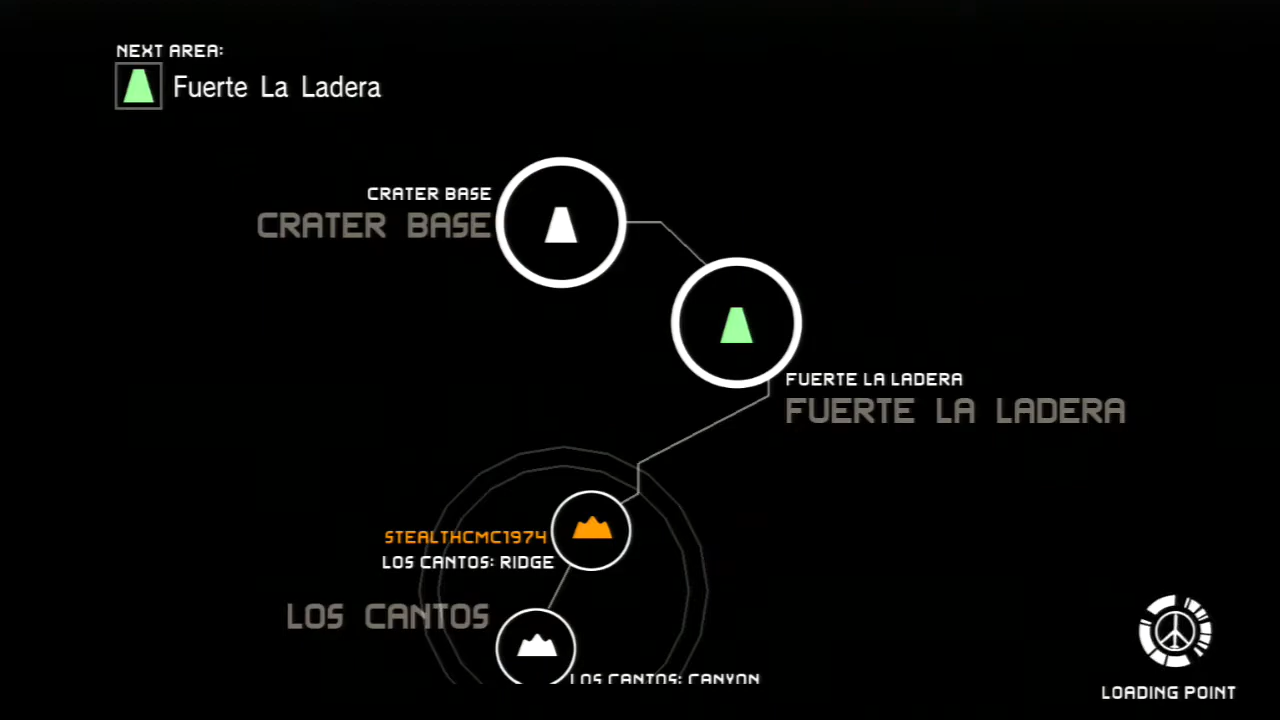 NEXT AREA:
Fuerte La Ladera
CRATER BASE
CRATER BASE
FUERTE LA LADERA
FUERTE LA LADERA
STEALTHCMC1974
LOS CANTOS: RIDGE
LOS CANTOS
LOS CANTOS: CANYON
LOADING POINT